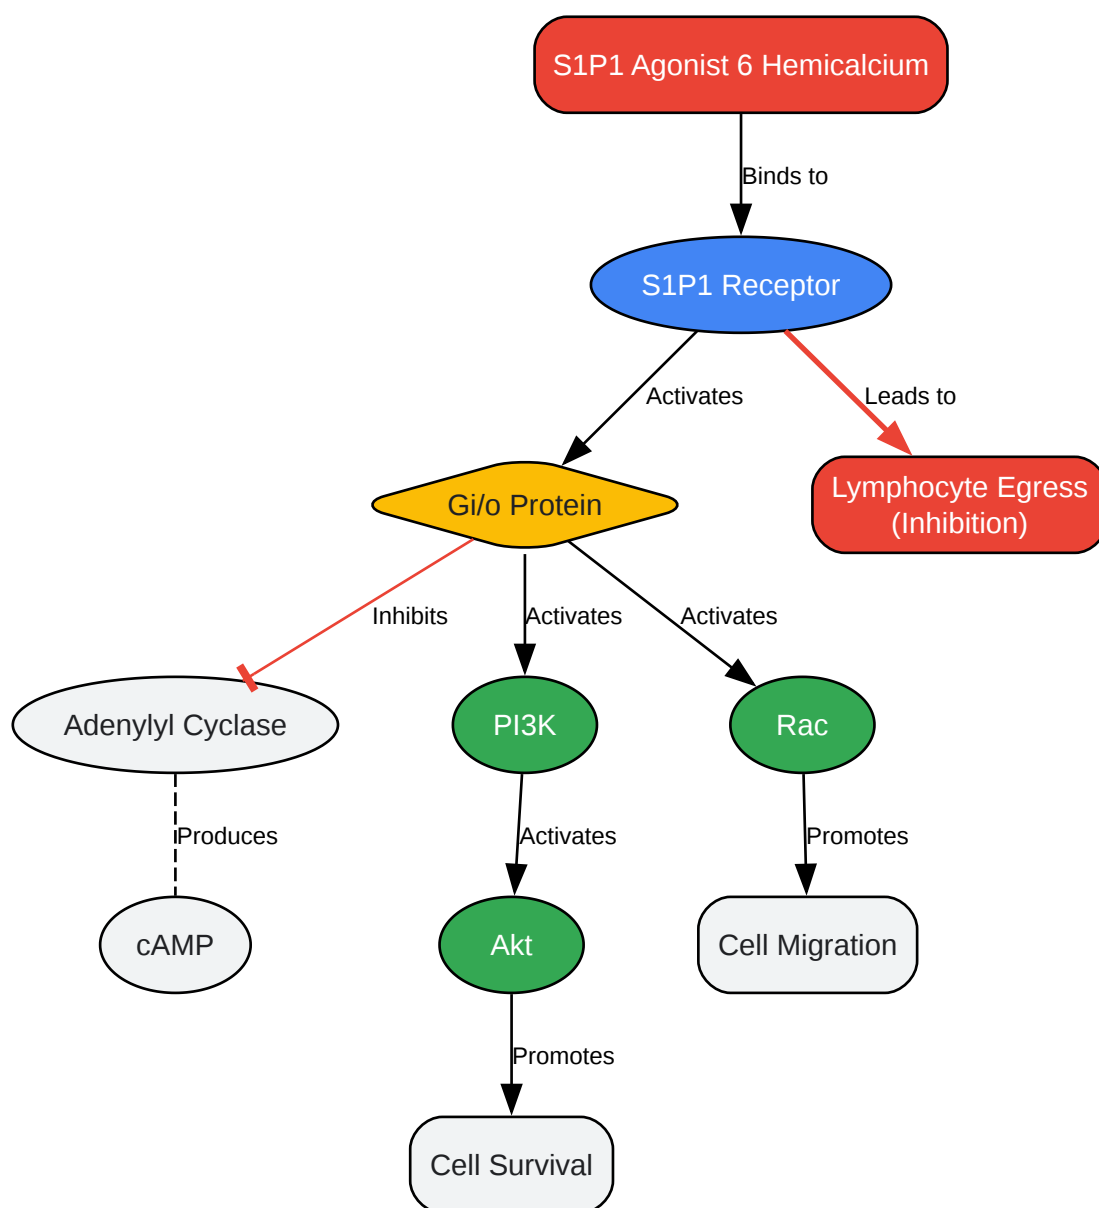 S1P1 Agonist 6 Hemicalcium
Binds to
S1P1 Receptor
Activates
Leads to
Gi/o Protein
Lymphocyte Egress
(Inhibition)
Inhibits
Activates
Activates
Adenylyl Cyclase
PI3K
Rac
Produces
Activates
Promotes
cAMP
Akt
Cell Migration
Promotes
Cell Survival